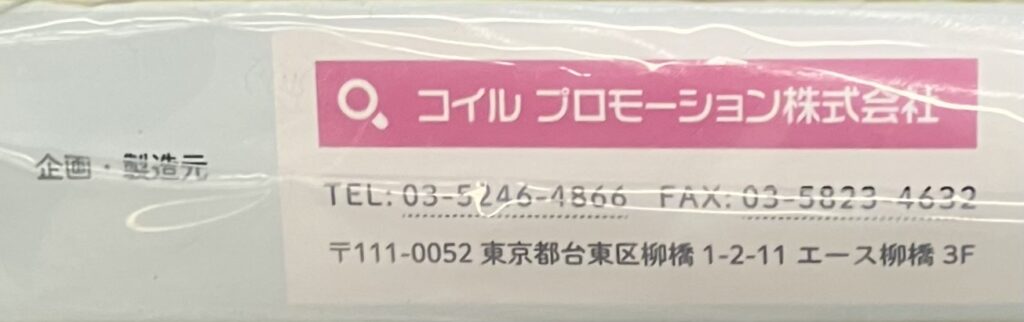 コイル プロモーション株式会社
企画・製造元
TEL: 03-5246-4866 FAX: 03-5823-4632
〒111-0052 東京都台東区柳橋 1-2-11 エース柳橋 3F